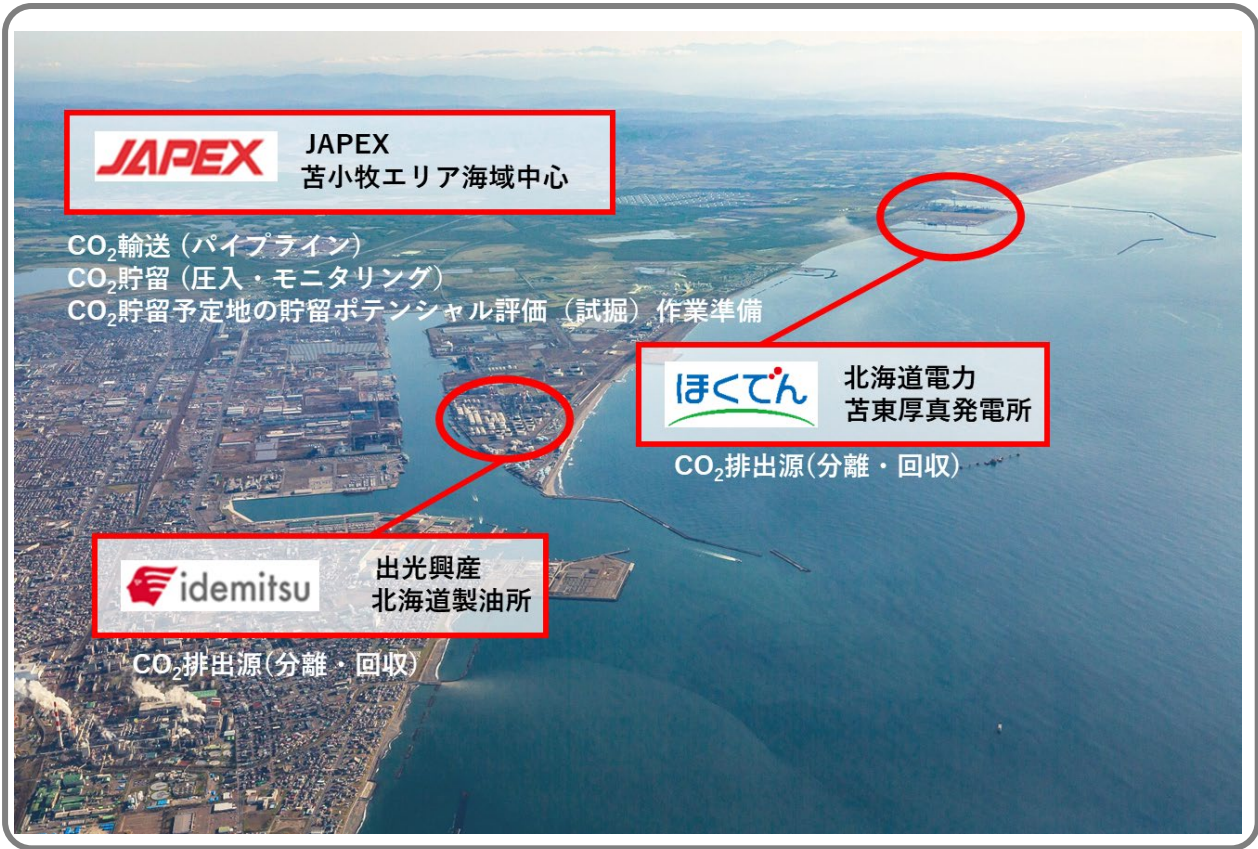 JAPEX
JAPEX
苫小牧エリア海域中心
CO₂輸送 (パイプライン)
CO₂貯留 (圧入・モニタリング)
CO₂貯留予定地の貯留ポテンシャル評価（試掘）作業準備
ほくでん
北海道電力
苫東厚真発電所
CO₂排出源(分離・回収)
idemitsu
出光興産
北海道製油所
CO₂排出源(分離・回収)